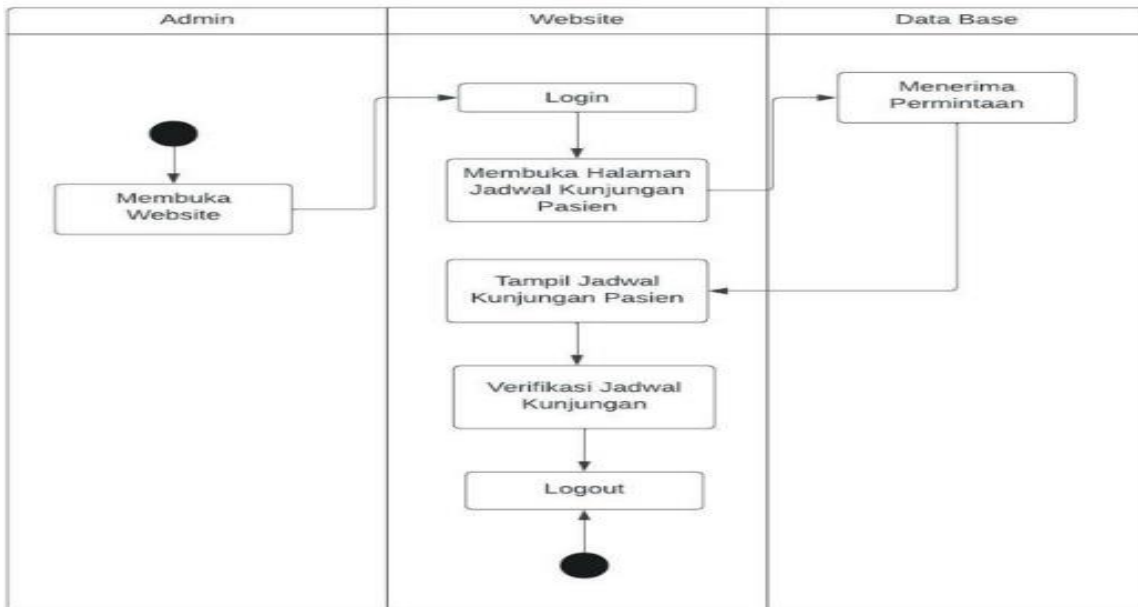 Admin
Website
Data Base
Login
Menerima
Permintaan
Membuka
Website
Membuka Halaman
Jadwal Kunjungan
Pasien
Tampil Jadwal
Kunjungan Pasien
Verifikasi Jadwal
Kunjungan
Logout